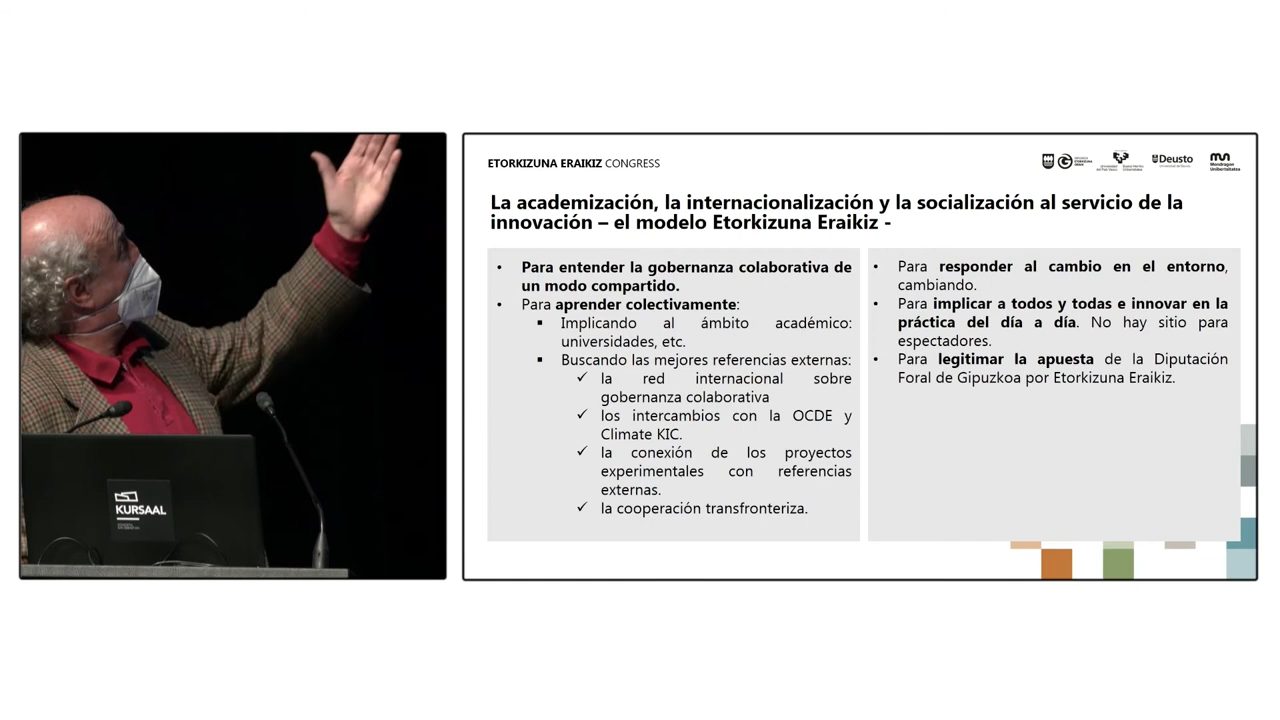 ETORKIZUNA ERAIKIZ CONGRESS
Deusto
Mondragon
Unibertsitatea
La academización, la internacionalización y la socialización al servicio de la
innovación – el modelo Etorkizuna Eraikiz -
• Para entender la gobernanza colaborativa de
un modo compartido.
• Para aprender colectivamente:
▪ Implicando al ámbito académico:
universidades, etc.
▪ Buscando las mejores referencias externas:
✓ la red internacional sobre
gobernanza colaborativa
✓ los intercambios con la OCDE y
Climate KIC.
✓ la conexión de los proyectos
experimentales con referencias
externas.
✓ la cooperación transfronteriza.
• Para responder al cambio en el entorno,
cambiando.
• Para implicar a todos y todas e innovar en la
práctica del día a día. No hay sitio para
espectadores.
• Para legitimar la apuesta de la Diputación
Foral de Gipuzkoa por Etorkizuna Eraikiz.
KURSAAL